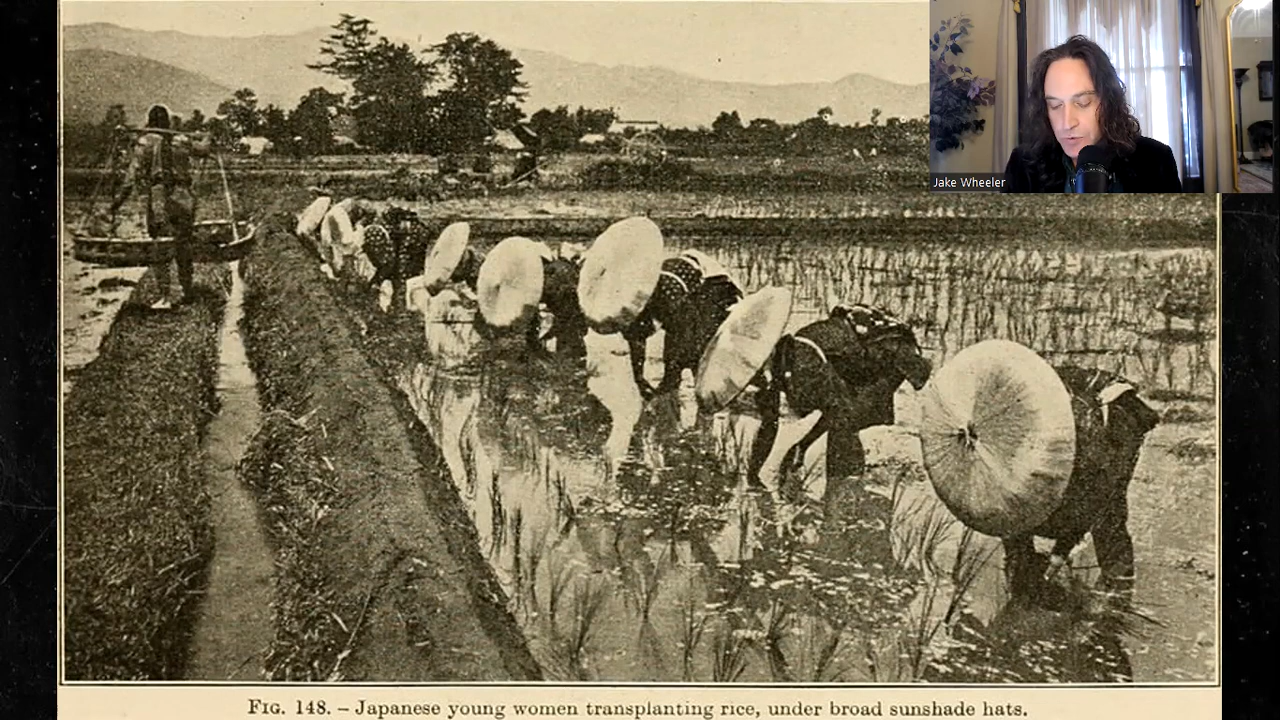 Jake Wheeler
Fig. 148. – Japanese young women transplanting rice, under broad sunshade hats.